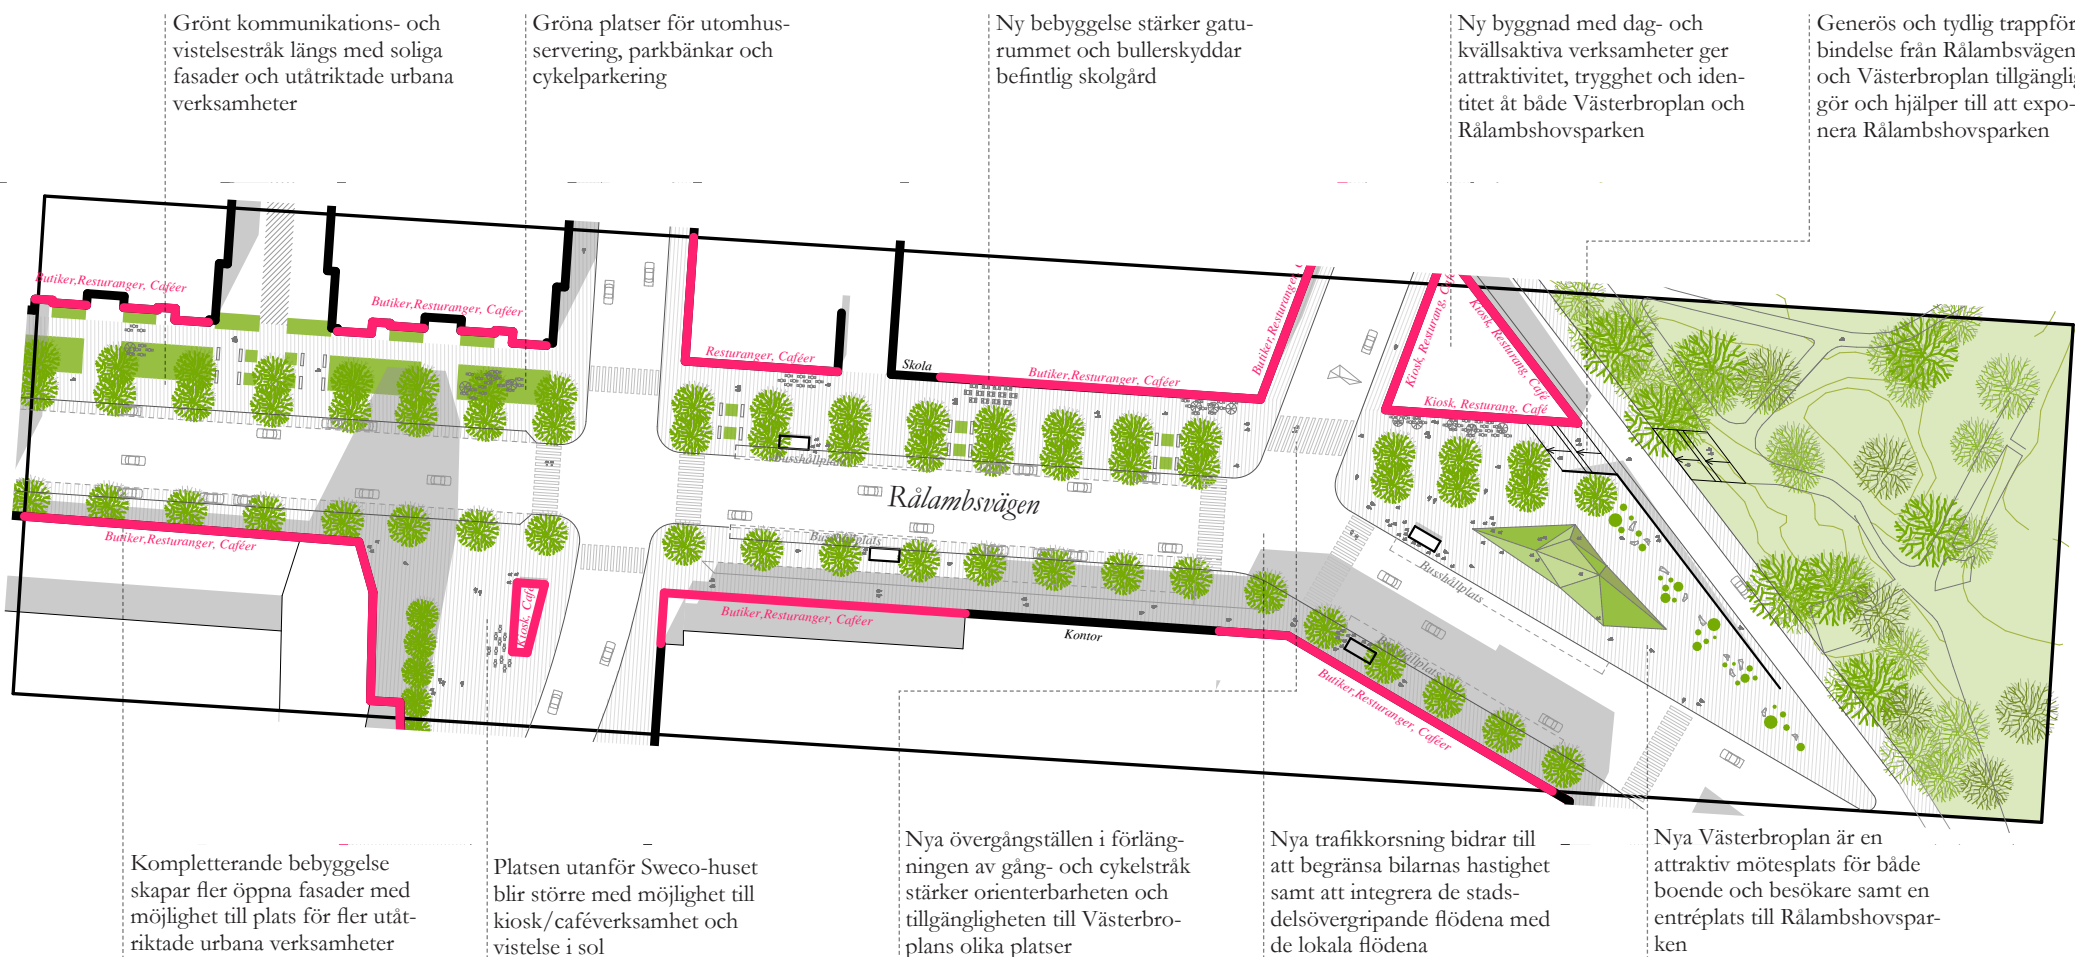 Grönt kommunikations- och
vistelsestråk längs med soliga
fasader och utåtriktade urbana
verksamheter
Gröna platser för utomhus-
servering, parkbänkar och
cykelparkering
Ny bebyggelse stärker gatu-
rummet och bullerskyddar
befintlig skolgård
Ny byggnad med dag- och
kvällsaktiva verksamheter ger
attraktivitet, trygghet och iden-
titet åt både Västerbroplan och
Rålambshovsparken
Generös och tydlig trappför
bindelse från Rålambsvägen
och Västerbroplan tillgänglig
gör och hjälper till att expo-
nera Rålambshovsparken
Butiker,Resturanger, Caféer
Butiker,Resturanger, Caféer
Resturanger, Caféer
Skola
Butiker,Resturanger, Caféer
Butiker,Resturanger, C
Kiosk, Resturang, Café
Kiosk, Resturang, Café
Kiosk, Resturang, Café
Busshållplats
Rålambsvägen
Busshållplats
Busshållplats
Busshållplats
Butiker,Resturanger, Caféer
Kiosk, Café
Butiker,Resturanger, Caféer
Kontor
Butiker,Resturanger, Caféer
Kompletterande bebyggelse
skapar fler öppna fasader med
möjlighet till plats för fler utåt-
riktade urbana verksamheter
Platsen utanför Sweco-huset
blir större med möjlighet till
kiosk/caféverksamhet och
vistelse i sol
Nya övergångställen i förläng-
ningen av gång- och cykelstråk
stärker orienterbarheten och
tillgängligheten till Västerbro-
plans olika platser
Nya trafikkorsning bidrar till
att begränsa bilarnas hastighet
samt att integrera de stads-
delsövergripande flödena med
de lokala flödena
Nya Västerbroplan är en
attraktiv mötesplats för både
boende och besökare samt en
entréplats till Rålambshovspar-
ken